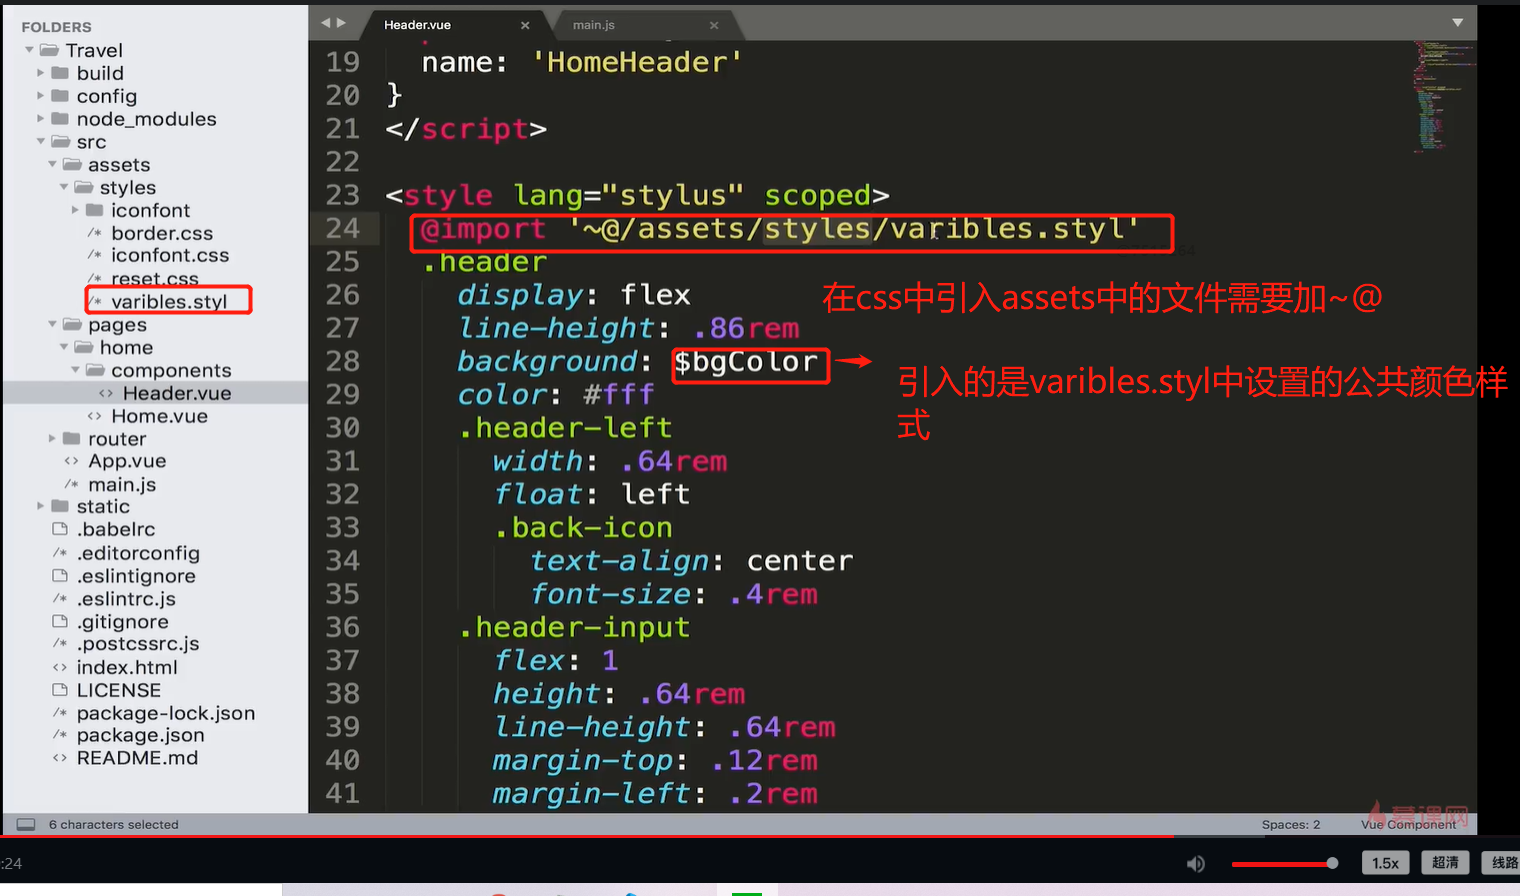 FOLDERS
Travel
build
config
node_modules
src
assets
styles
iconfont
border.css
iconfont.css
reset.css
varibles.styl
pages
home
components
Header.vue
Home.vue
router
App.vue
main.js
static
.babelrc
.editorconfig
.eslintignore
.eslintrc.js
.gitignore
.postcssrc.js
index.html
LICENSE
package-lock.json
package.json
README.md
Header.vue × main.js ×
19 name: 'HomeHeader'
20 }
21 </script>
22
23 <style lang="stylus" scoped>
24 @import '~@/assets/styles/varibles.styl'
25 .header
26 display: flex
27 line-height: .86rem
28 background: $bgColor
29 color: #fff
30 .header-left
31 width: .64rem
32 float: left
33 .back-icon
34 text-align: center
35 font-size: .4rem
36 .header-input
37 flex: 1
38 height: .64rem
39 line-height: .64rem
40 margin-top: .12rem
41 margin-left: .2rem
在css中引入assets中的文件需要加~@
引入的是varibles.styl中设置的公共颜色样
式
6 characters selected
Spaces: 2
Vue Component
慕课网
:24
1.5x
超清
线路